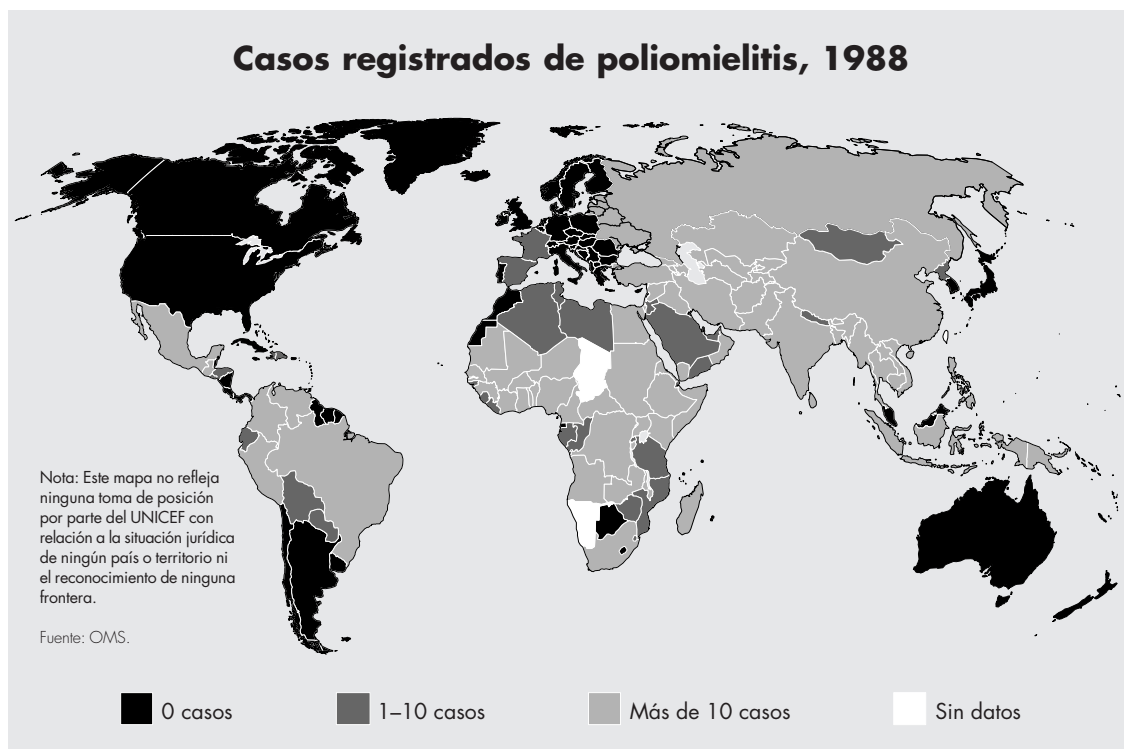 Casos registrados de poliomielitis, 1988
Nota: Este mapa no refleja
ninguna toma de posición
por parte del UNICEF con
relación a la situación jurídica
de ningún país o territorio ni
el reconocimiento de ninguna
frontera.
Fuente: OMS.
0 casos
1–10 casos
Más de 10 casos
Sin datos